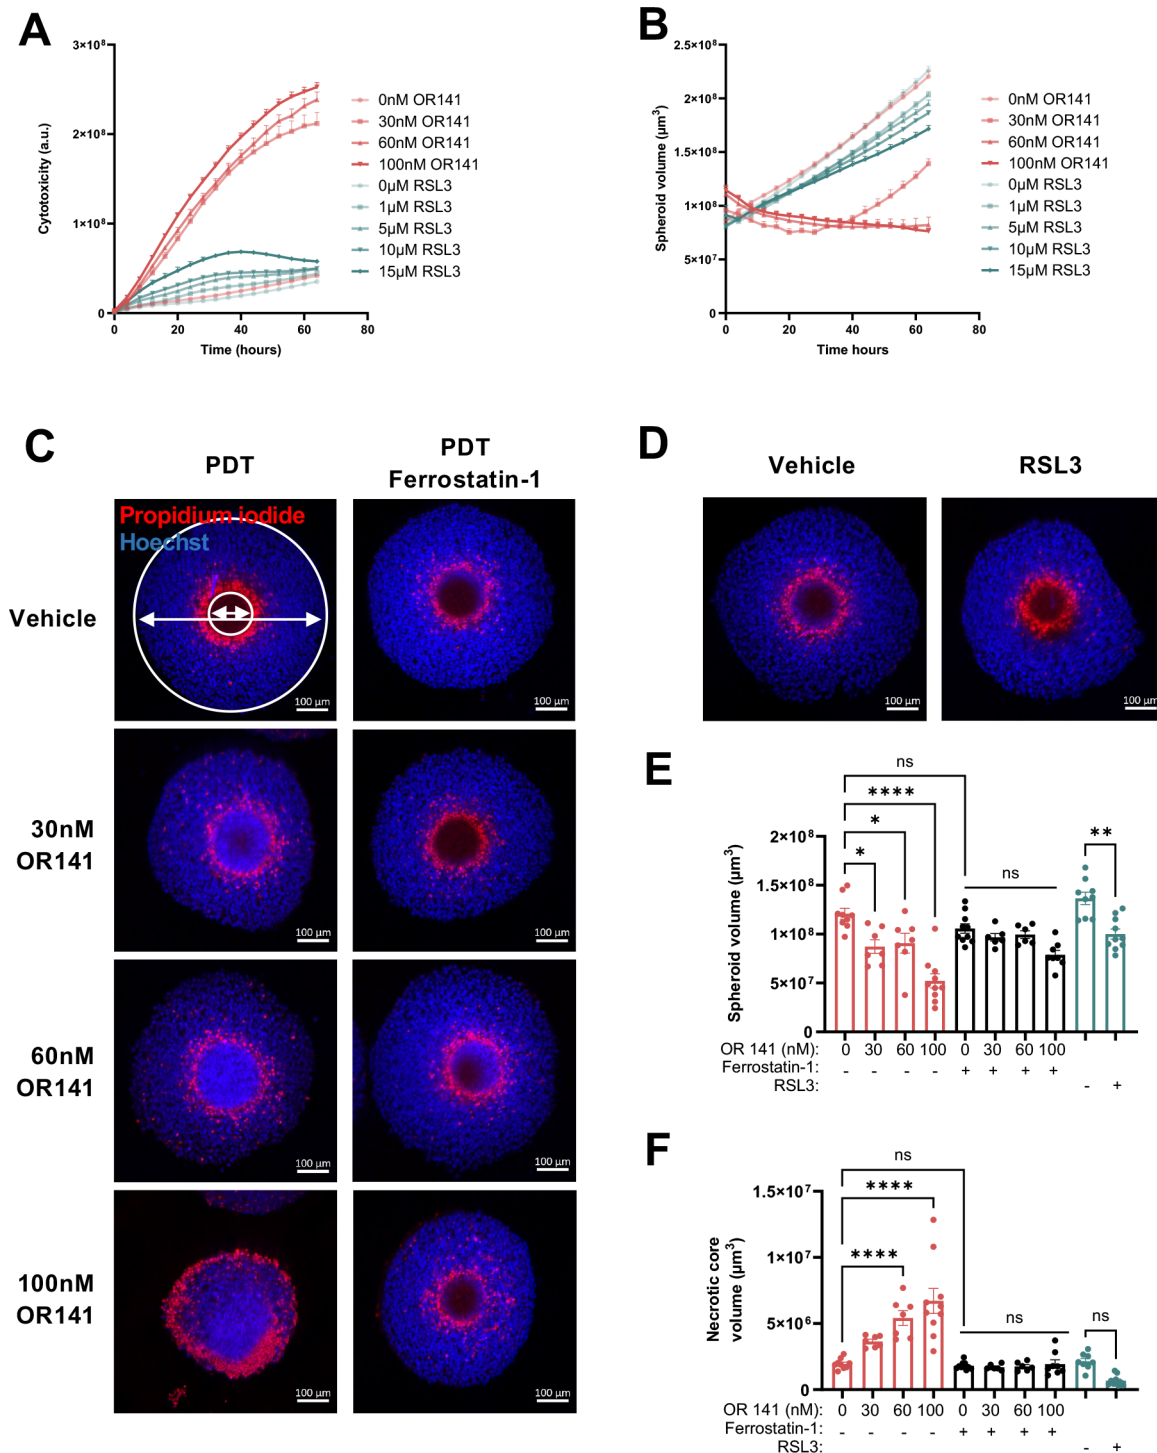 A
3×10⁸
2×10⁸
1×10⁸
0
Cytotoxicity (a.u.)
0 20 40 60 80
Time (hours)
0nM OR141
30nM OR141
60nM OR141
100nM OR141
0µM RSL3
1µM RSL3
5µM RSL3
10µM RSL3
15µM RSL3
B
2.5×10⁸
2×10⁸
1.5×10⁸
1×10⁸
5×10⁷
0
Spheroid volume (µm³)
0 20 40 60 80
Time hours
0nM OR141
30nM OR141
60nM OR141
100nM OR141
0µM RSL3
1µM RSL3
5µM RSL3
10µM RSL3
15µM RSL3
C
PDT
PDT
Ferrostatin-1
Propidium iodide
Hoechst
Vehicle
100 µm
100 µm
30nM
OR141
100 µm
100 µm
60nM
OR141
100 µm
100 µm
100nM
OR141
100 µm
100 µm
D
Vehicle
RSL3
100 µm
100 µm
E
ns
****
*
*
ns
**
2×10⁸
1.5×10⁸
1×10⁸
5×10⁷
0
Spheroid volume (µm³)
OR 141 (nM): 0 30 60 100 0 30 60 100
Ferrostatin-1: - - - - + + + +
RSL3: - +
F
ns
****
****
ns
ns
1.5×10⁷
1×10⁷
5×10⁶
0
Necrotic core
volume (µm³)
OR 141 (nM): 0 30 60 100 0 30 60 100
Ferrostatin-1: - - - - + + + +
RSL3: - +